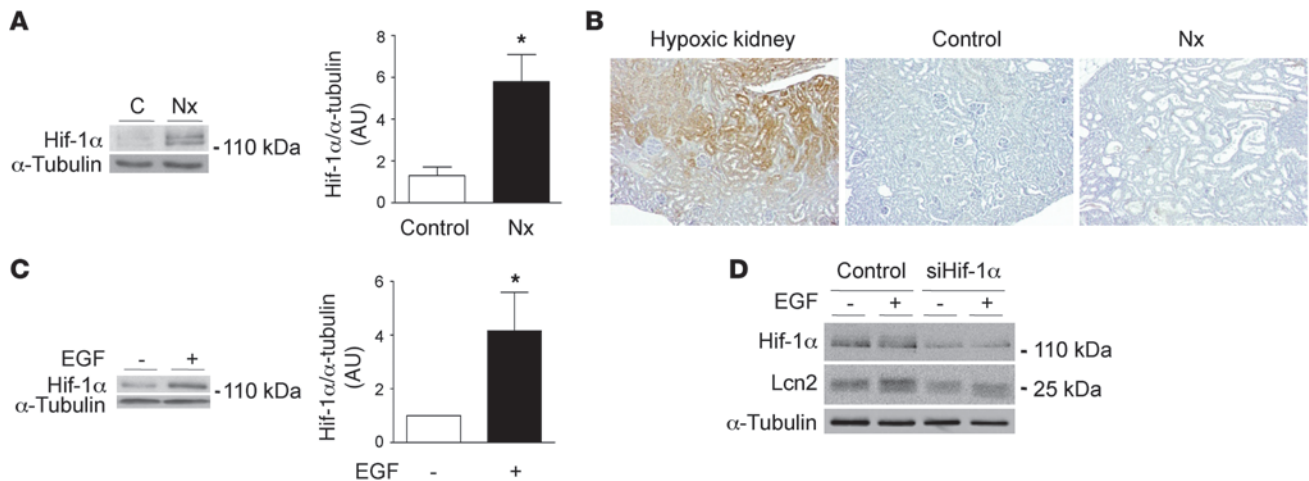 A
C Nx
Hif-1α
- 110 kDa
α-Tubulin
Hif-1α/α-tubulin
(AU)
8
6
4
2
0
*
Control Nx
B
Hypoxic kidney Control Nx
C
EGF - +
Hif-1α
- 110 kDa
α-Tubulin
Hif-1α/α-tubulin
(AU)
6
4
2
0
*
EGF - +
D
Control siHif-1α
EGF - + - +
Hif-1α
- 110 kDa
Lcn2
- 25 kDa
α-Tubulin